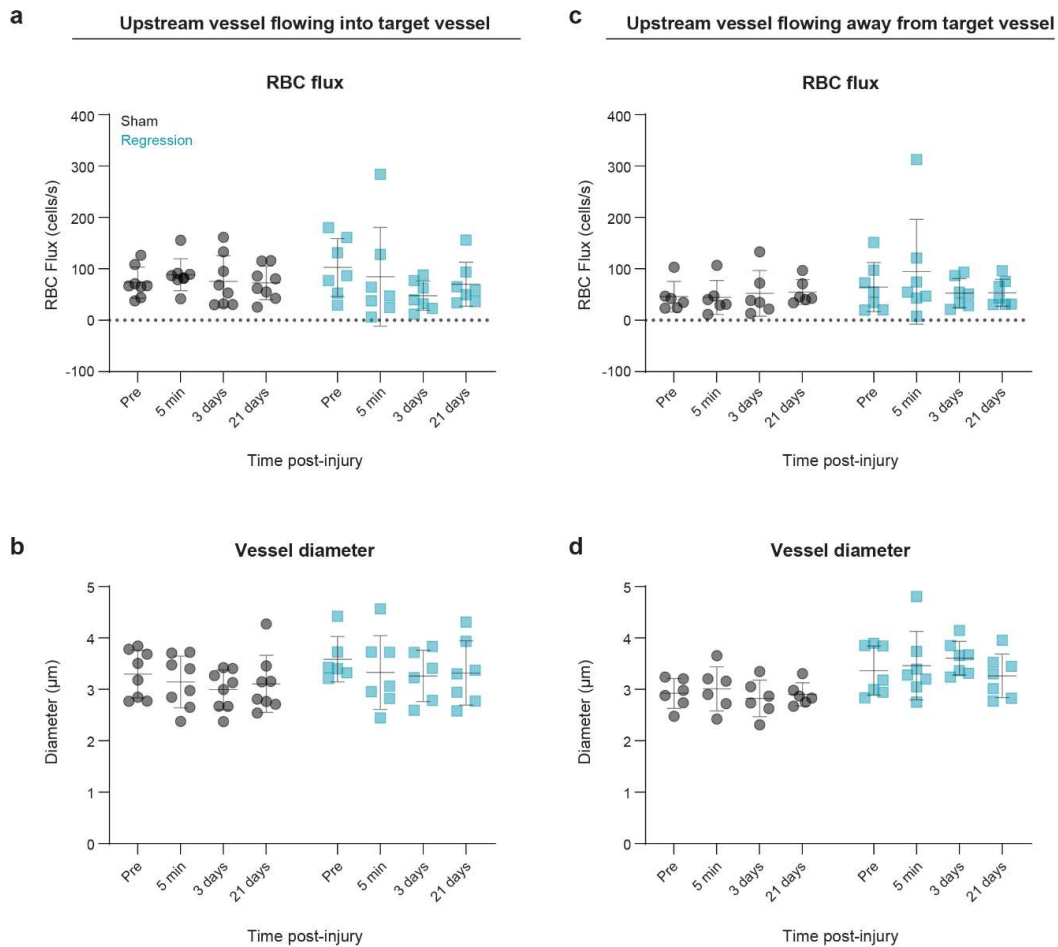 a
Upstream vessel flowing into target vessel
RBC flux
Sham
Regression
RBC Flux (cells/s)
400
300
200
100
0
-100
Pre
5 min
3 days
21 days
Pre
5 min
3 days
21 days
Time post-injury
b
Vessel diameter
Diameter (µm)
5
4
3
2
1
0
Pre
5 min
3 days
21 days
Pre
5 min
3 days
21 days
Time post-injury
c
Upstream vessel flowing away from target vessel
RBC flux
RBC Flux (cells/s)
400
300
200
100
0
-100
Pre
5 min
3 days
21 days
Pre
5 min
3 days
21 days
Time post-injury
d
Vessel diameter
Diameter (µm)
5
4
3
2
1
0
Pre
5 min
3 days
21 days
Pre
5 min
3 days
21 days
Time post-injury